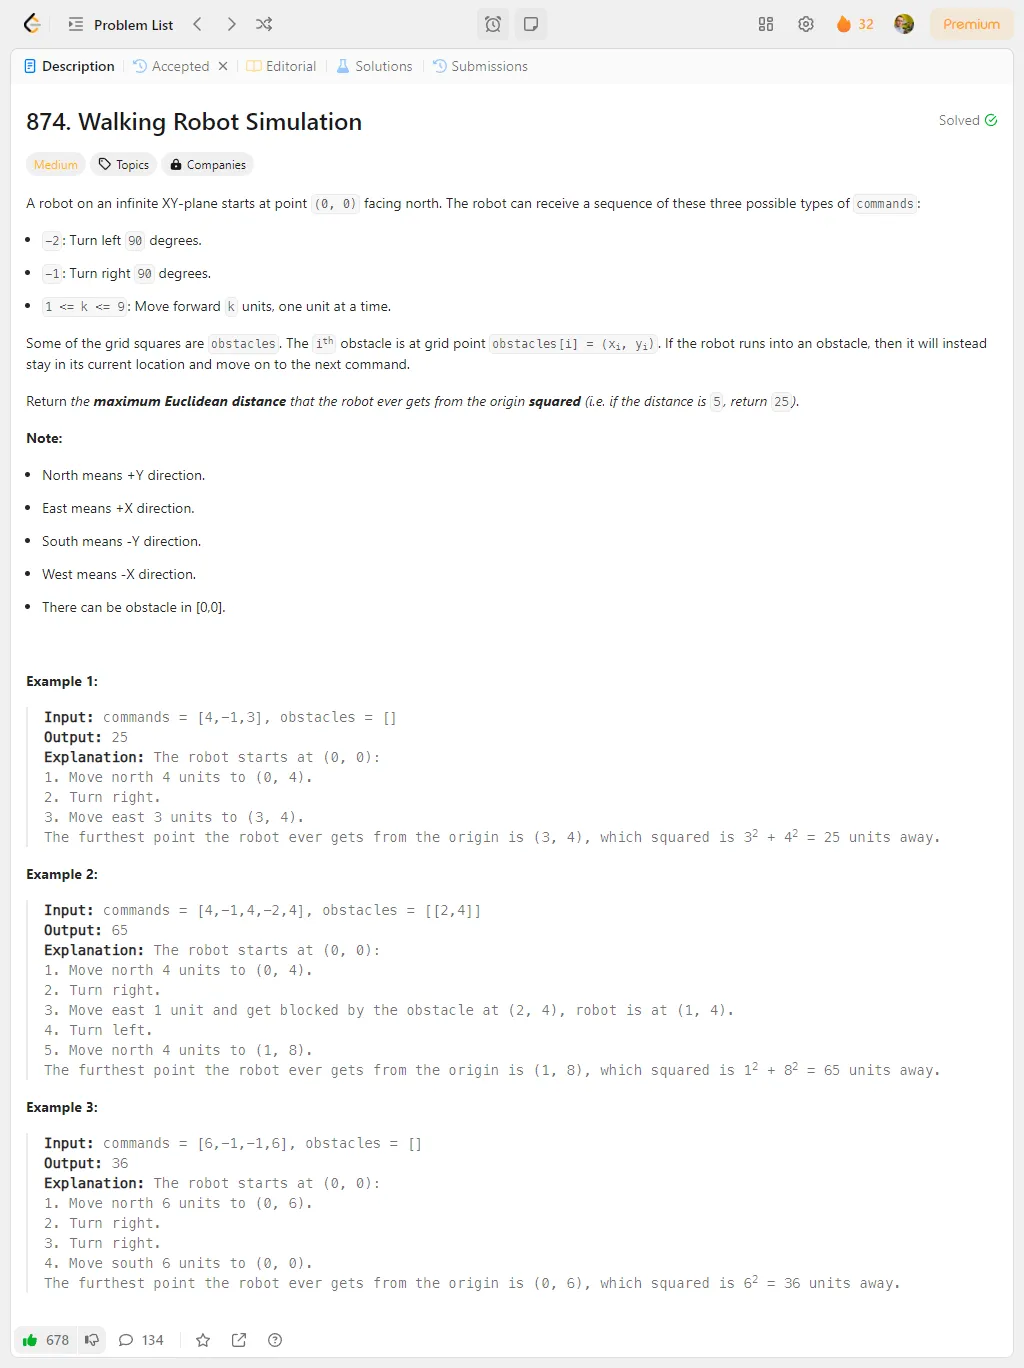 Problem List
32
Premium
Description
Accepted
Editorial
Solutions
Submissions
874. Walking Robot Simulation
Solved
Medium
Topics
Companies
A robot on an infinite XY-plane starts at point (0, 0) facing north. The robot can receive a sequence of these three possible types of commands:
• -2: Turn left 90 degrees.
• -1: Turn right 90 degrees.
• 1 <= k <= 9: Move forward k units, one unit at a time.
Some of the grid squares are obstacles. The iᵗʰ obstacle is at grid point obstacles[i] = (xᵢ, yᵢ). If the robot runs into an obstacle, then it will instead
stay in its current location and move on to the next command.
Return the maximum Euclidean distance that the robot ever gets from the origin squared (i.e. if the distance is 5, return 25).
Note:
• North means +Y direction.
• East means +X direction.
• South means -Y direction.
• West means -X direction.
• There can be obstacle in [0,0].
Example 1:
Input: commands = [4,-1,3], obstacles = []
Output: 25
Explanation: The robot starts at (0, 0):
1. Move north 4 units to (0, 4).
2. Turn right.
3. Move east 3 units to (3, 4).
The furthest point the robot ever gets from the origin is (3, 4), which squared is 3² + 4² = 25 units away.
Example 2:
Input: commands = [4,-1,4,-2,4], obstacles = [[2,4]]
Output: 65
Explanation: The robot starts at (0, 0):
1. Move north 4 units to (0, 4).
2. Turn right.
3. Move east 1 unit and get blocked by the obstacle at (2, 4), robot is at (1, 4).
4. Turn left.
5. Move north 4 units to (1, 8).
The furthest point the robot ever gets from the origin is (1, 8), which squared is 1² + 8² = 65 units away.
Example 3:
Input: commands = [6,-1,-1,6], obstacles = []
Output: 36
Explanation: The robot starts at (0, 0):
1. Move north 6 units to (0, 6).
2. Turn right.
3. Turn right.
4. Move south 6 units to (0, 0).
The furthest point the robot ever gets from the origin is (0, 6), which squared is 6² = 36 units away.
678
134